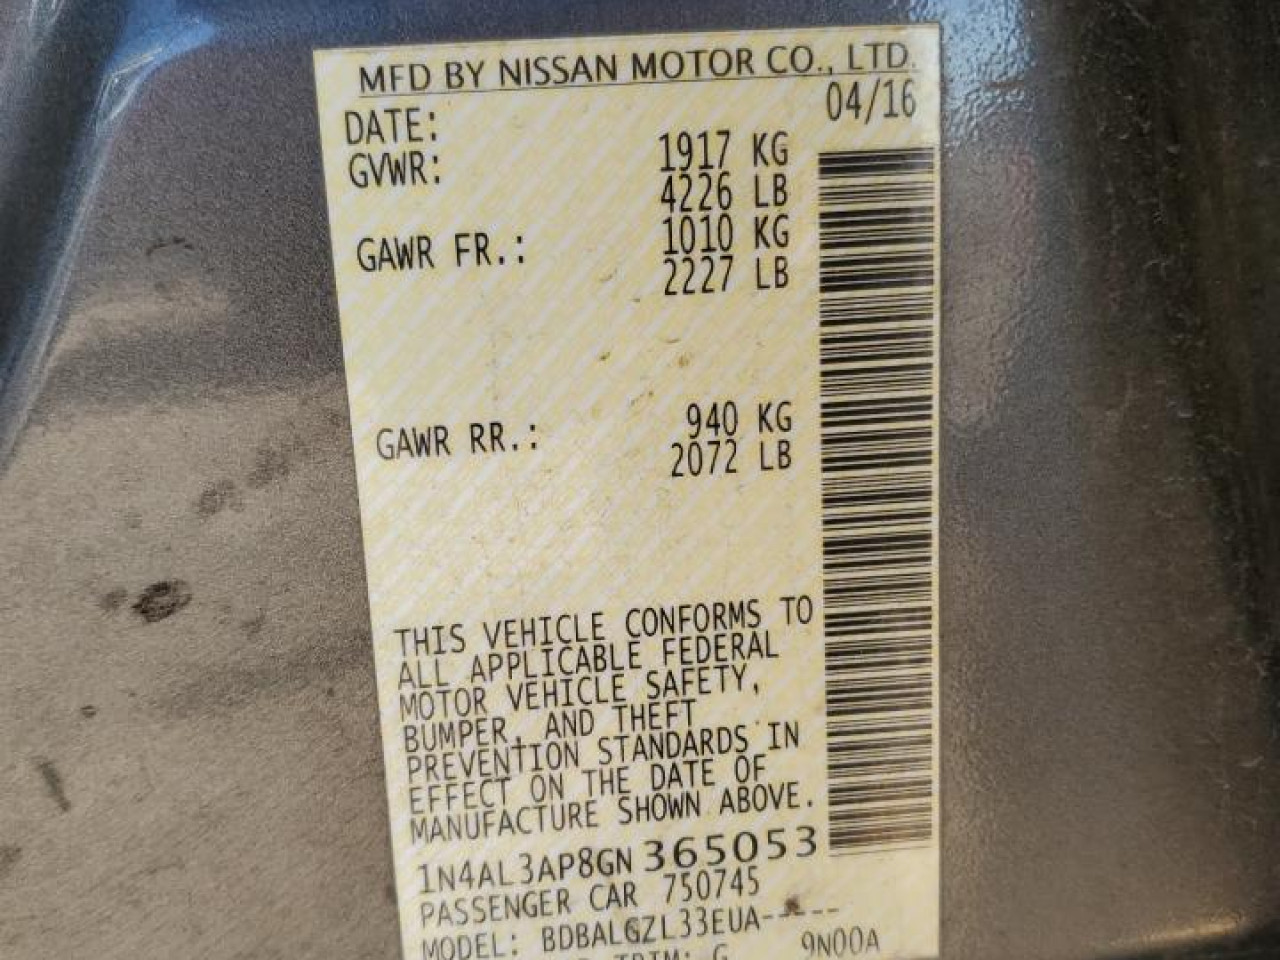 MFD BY NISSAN MOTOR CO., LTD.
DATE: 04/16
GVWR: 1917 KG
4226 LB
GAWR FR.: 1010 KG
2227 LB
GAWR RR.: 940 KG
2072 LB
THIS VEHICLE CONFORMS TO
ALL APPLICABLE FEDERAL
MOTOR VEHICLE SAFETY,
BUMPER, AND THEFT
PREVENTION STANDARDS IN
EFFECT ON THE DATE OF
MANUFACTURE SHOWN ABOVE.
1N4AL3AP8GN 365053
PASSENGER CAR 750745
MODEL: BDBALGZL33EUA-----
TRIM: G 9N00A